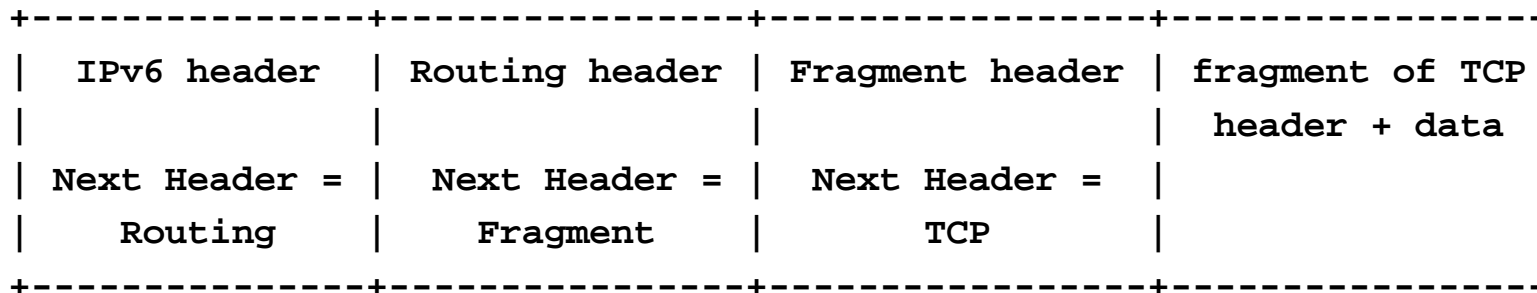 +----------------+----------------+-----------------+------------------
| IPv6 header | Routing header | Fragment header | fragment of TCP
| | | | header + data
| Next Header = | Next Header = | Next Header = |
| Routing | Fragment | TCP |
+----------------+----------------+-----------------+------------------